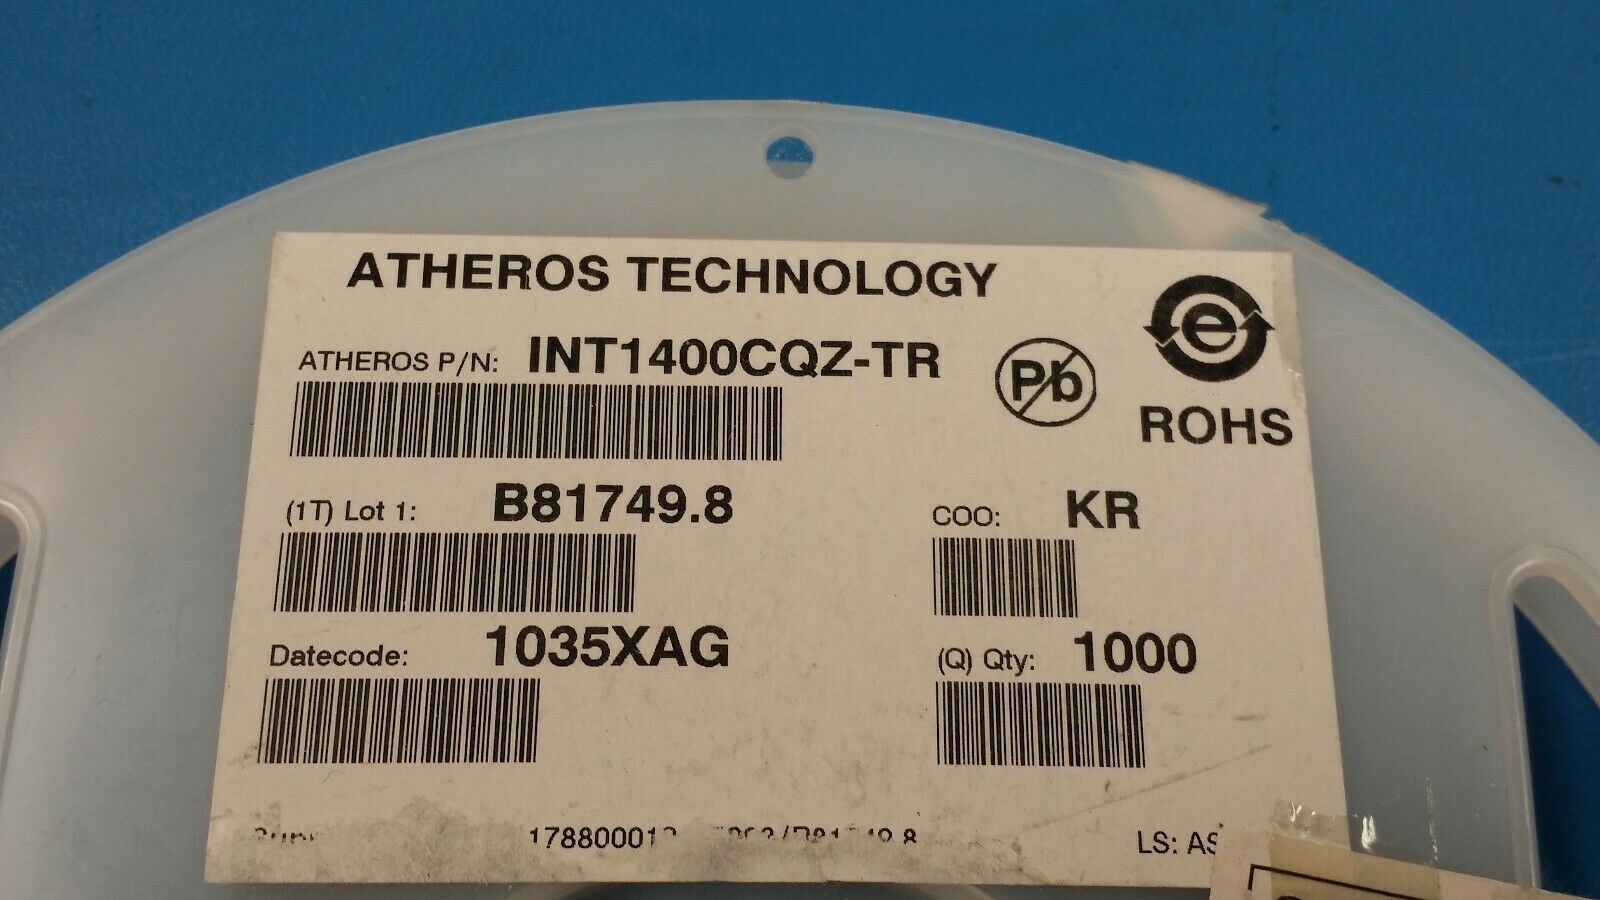 ATHEROS TECHNOLOGY
ATHEROS P/N: INT1400CQZ-TR
Pb
e
ROHS
(1T) Lot 1: B81749.8
COO: KR
Datecode: 1035XAG
(Q) Qty: 1000
LS: